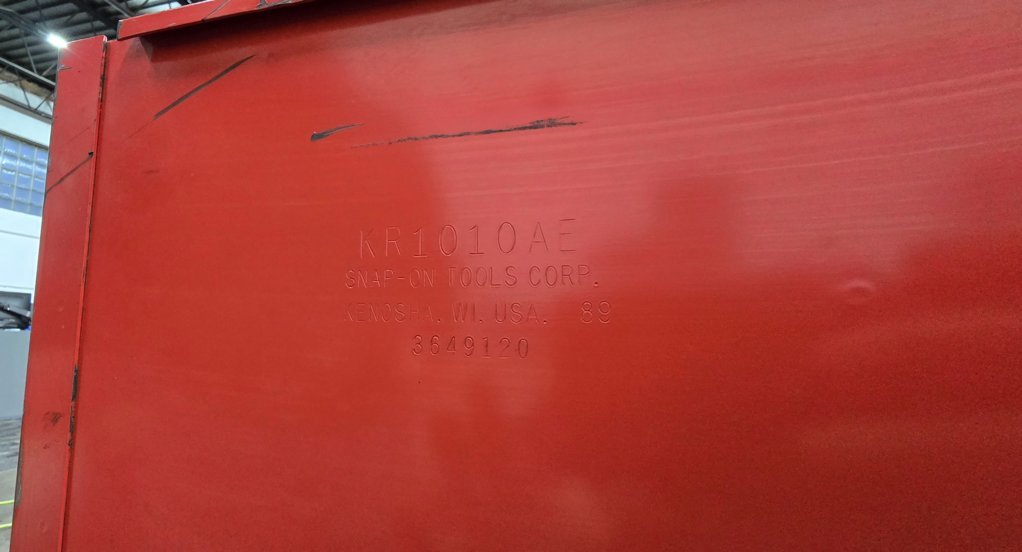 KR1010AE
SNAP-ON TOOLS CORP.
KENOSHA, WI. USA. 89
3649120